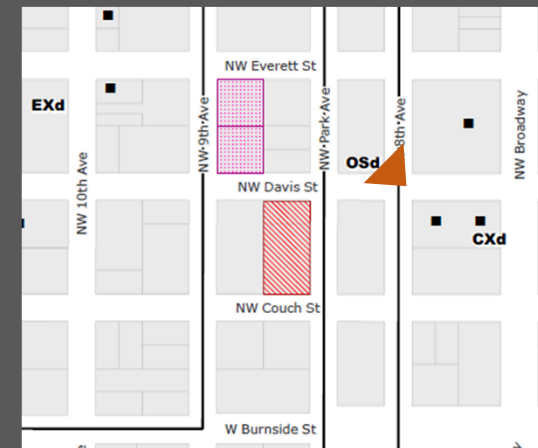 NW Everett St
EXd
NW 9th Ave
NW Park Ave
8th Ave
NW Broadway
NW 10th Ave
OSd
NW Davis St
CXd
NW Couch St
W Burnside St